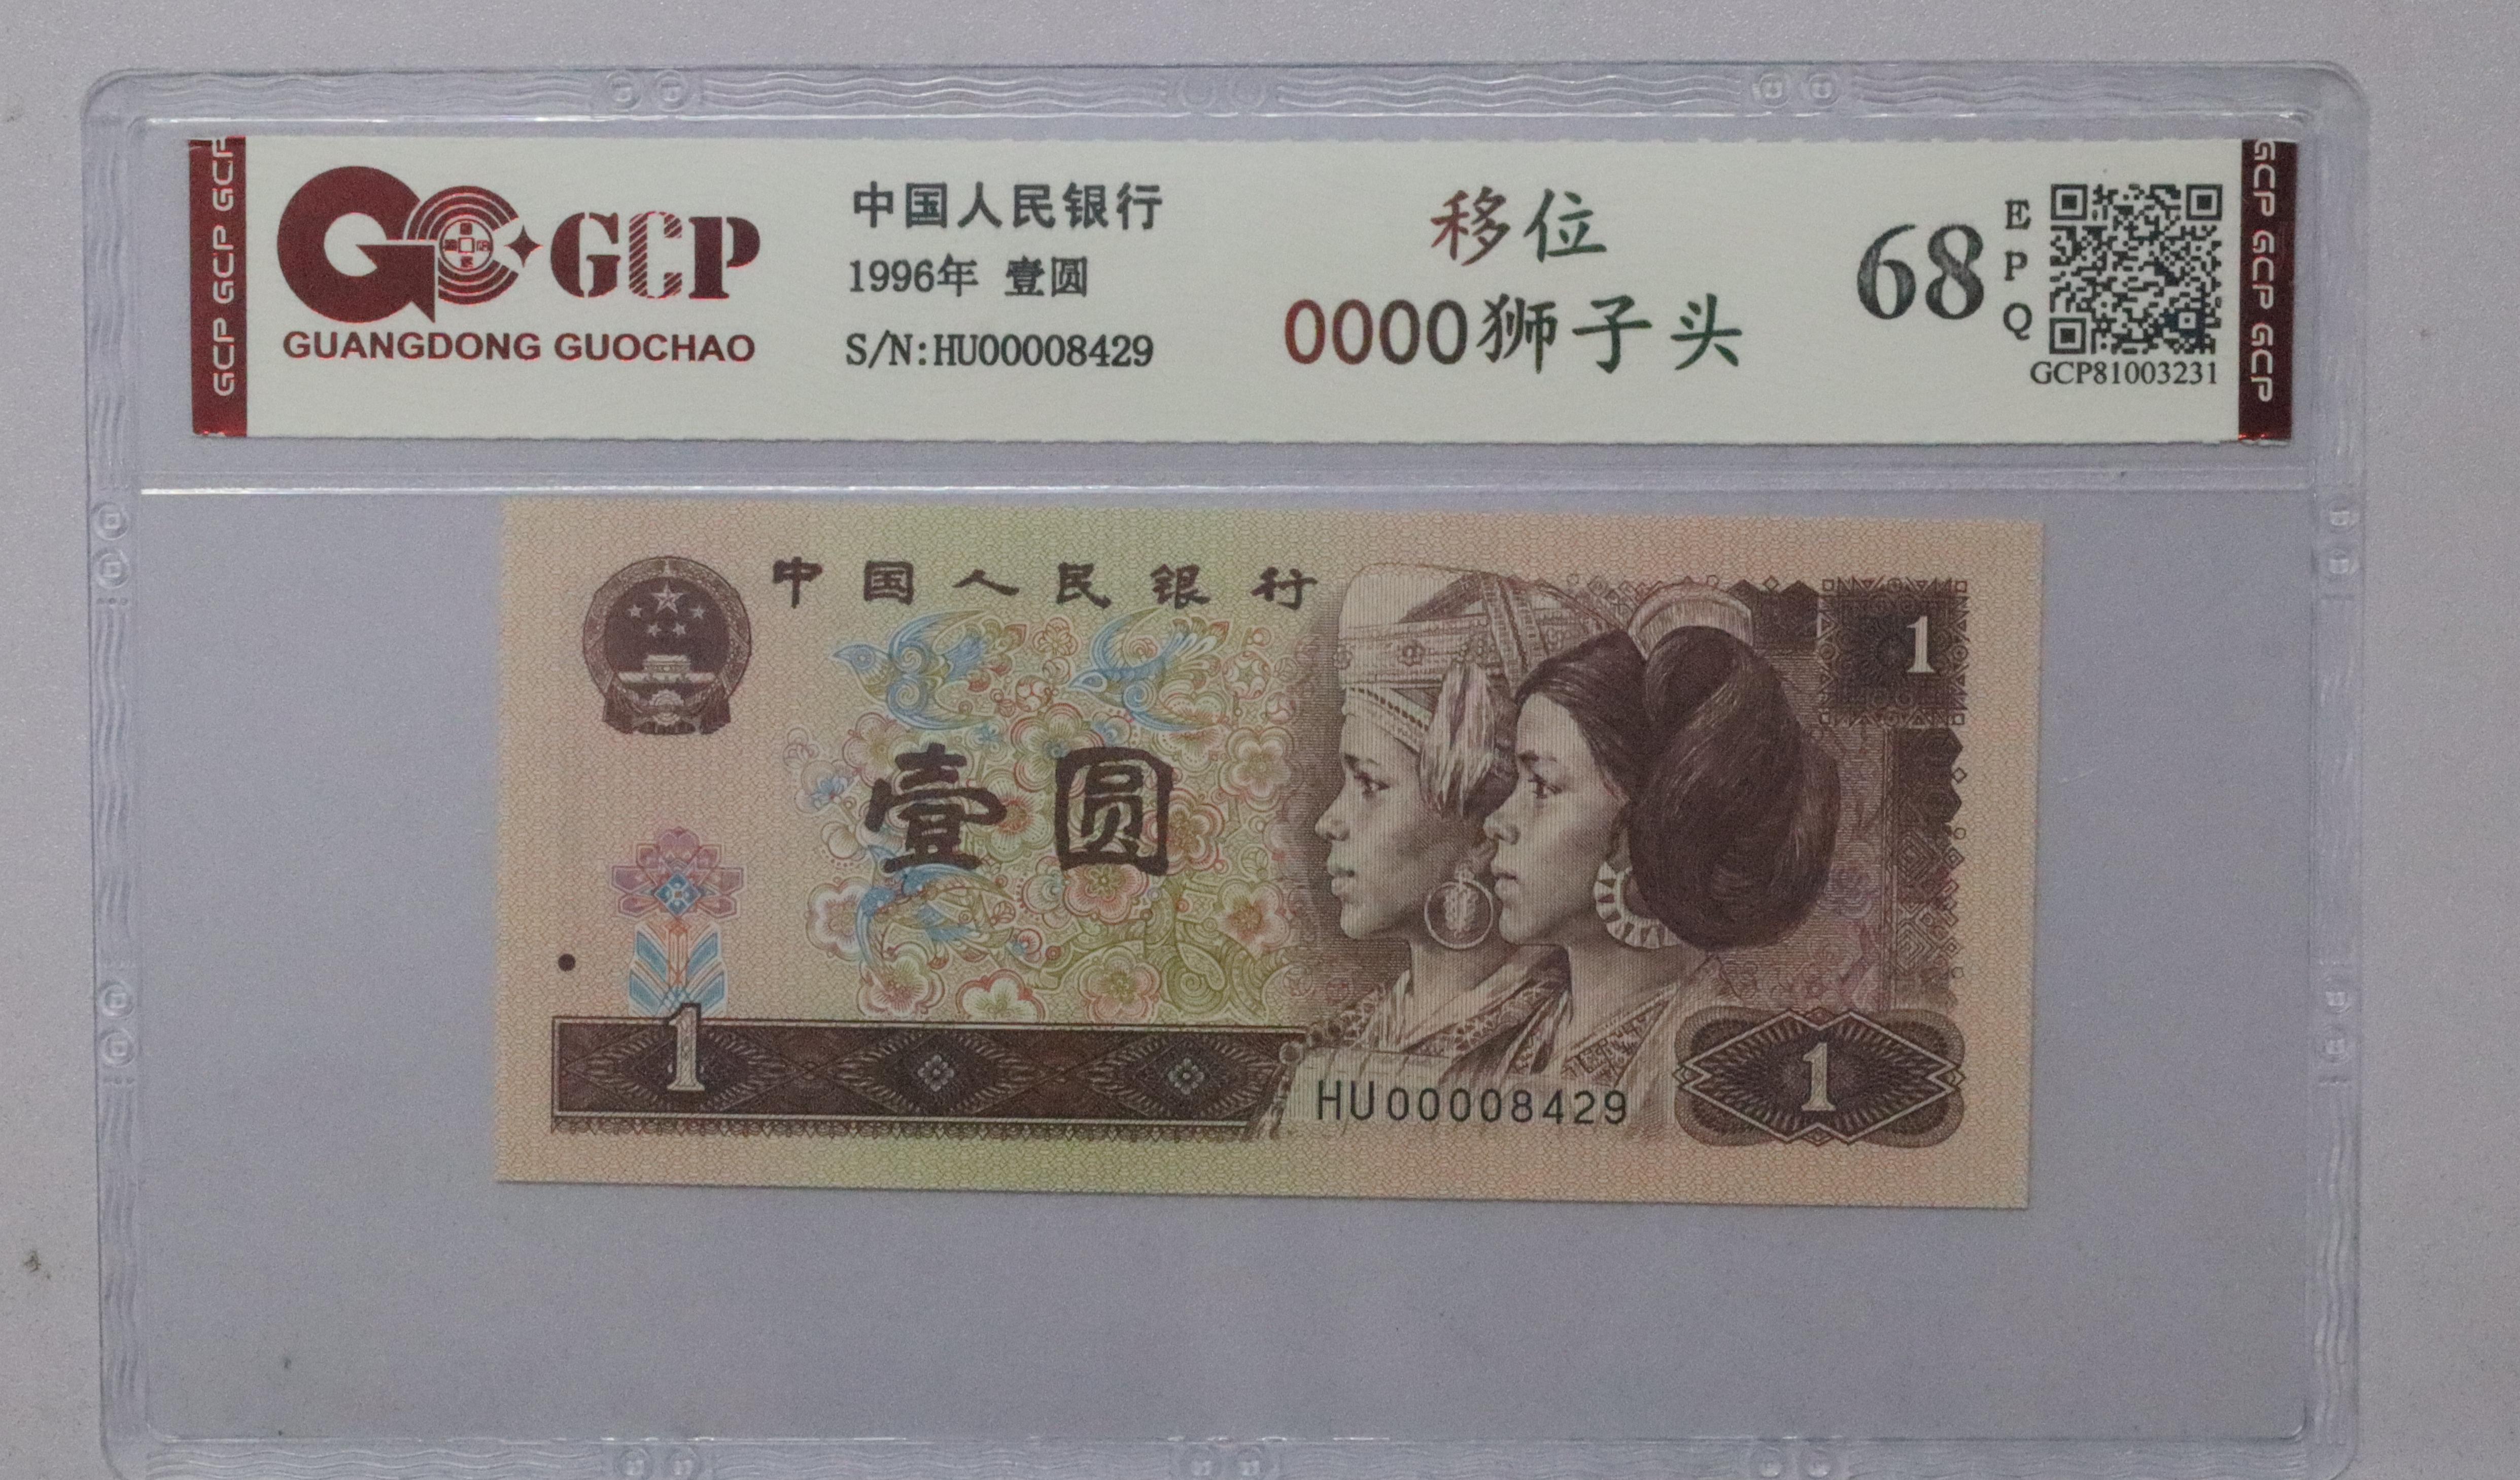 GCP GCP GCP
GCP
GUANGDONG GUOCHAO
中国人民银行
1996年 壹圆
S/N:HU00008429
移位
0000狮子头
68
EPQ
GCP81003231
GCP GCP GCP
中国人民银行
1
壹圆
1
1
HU00008429